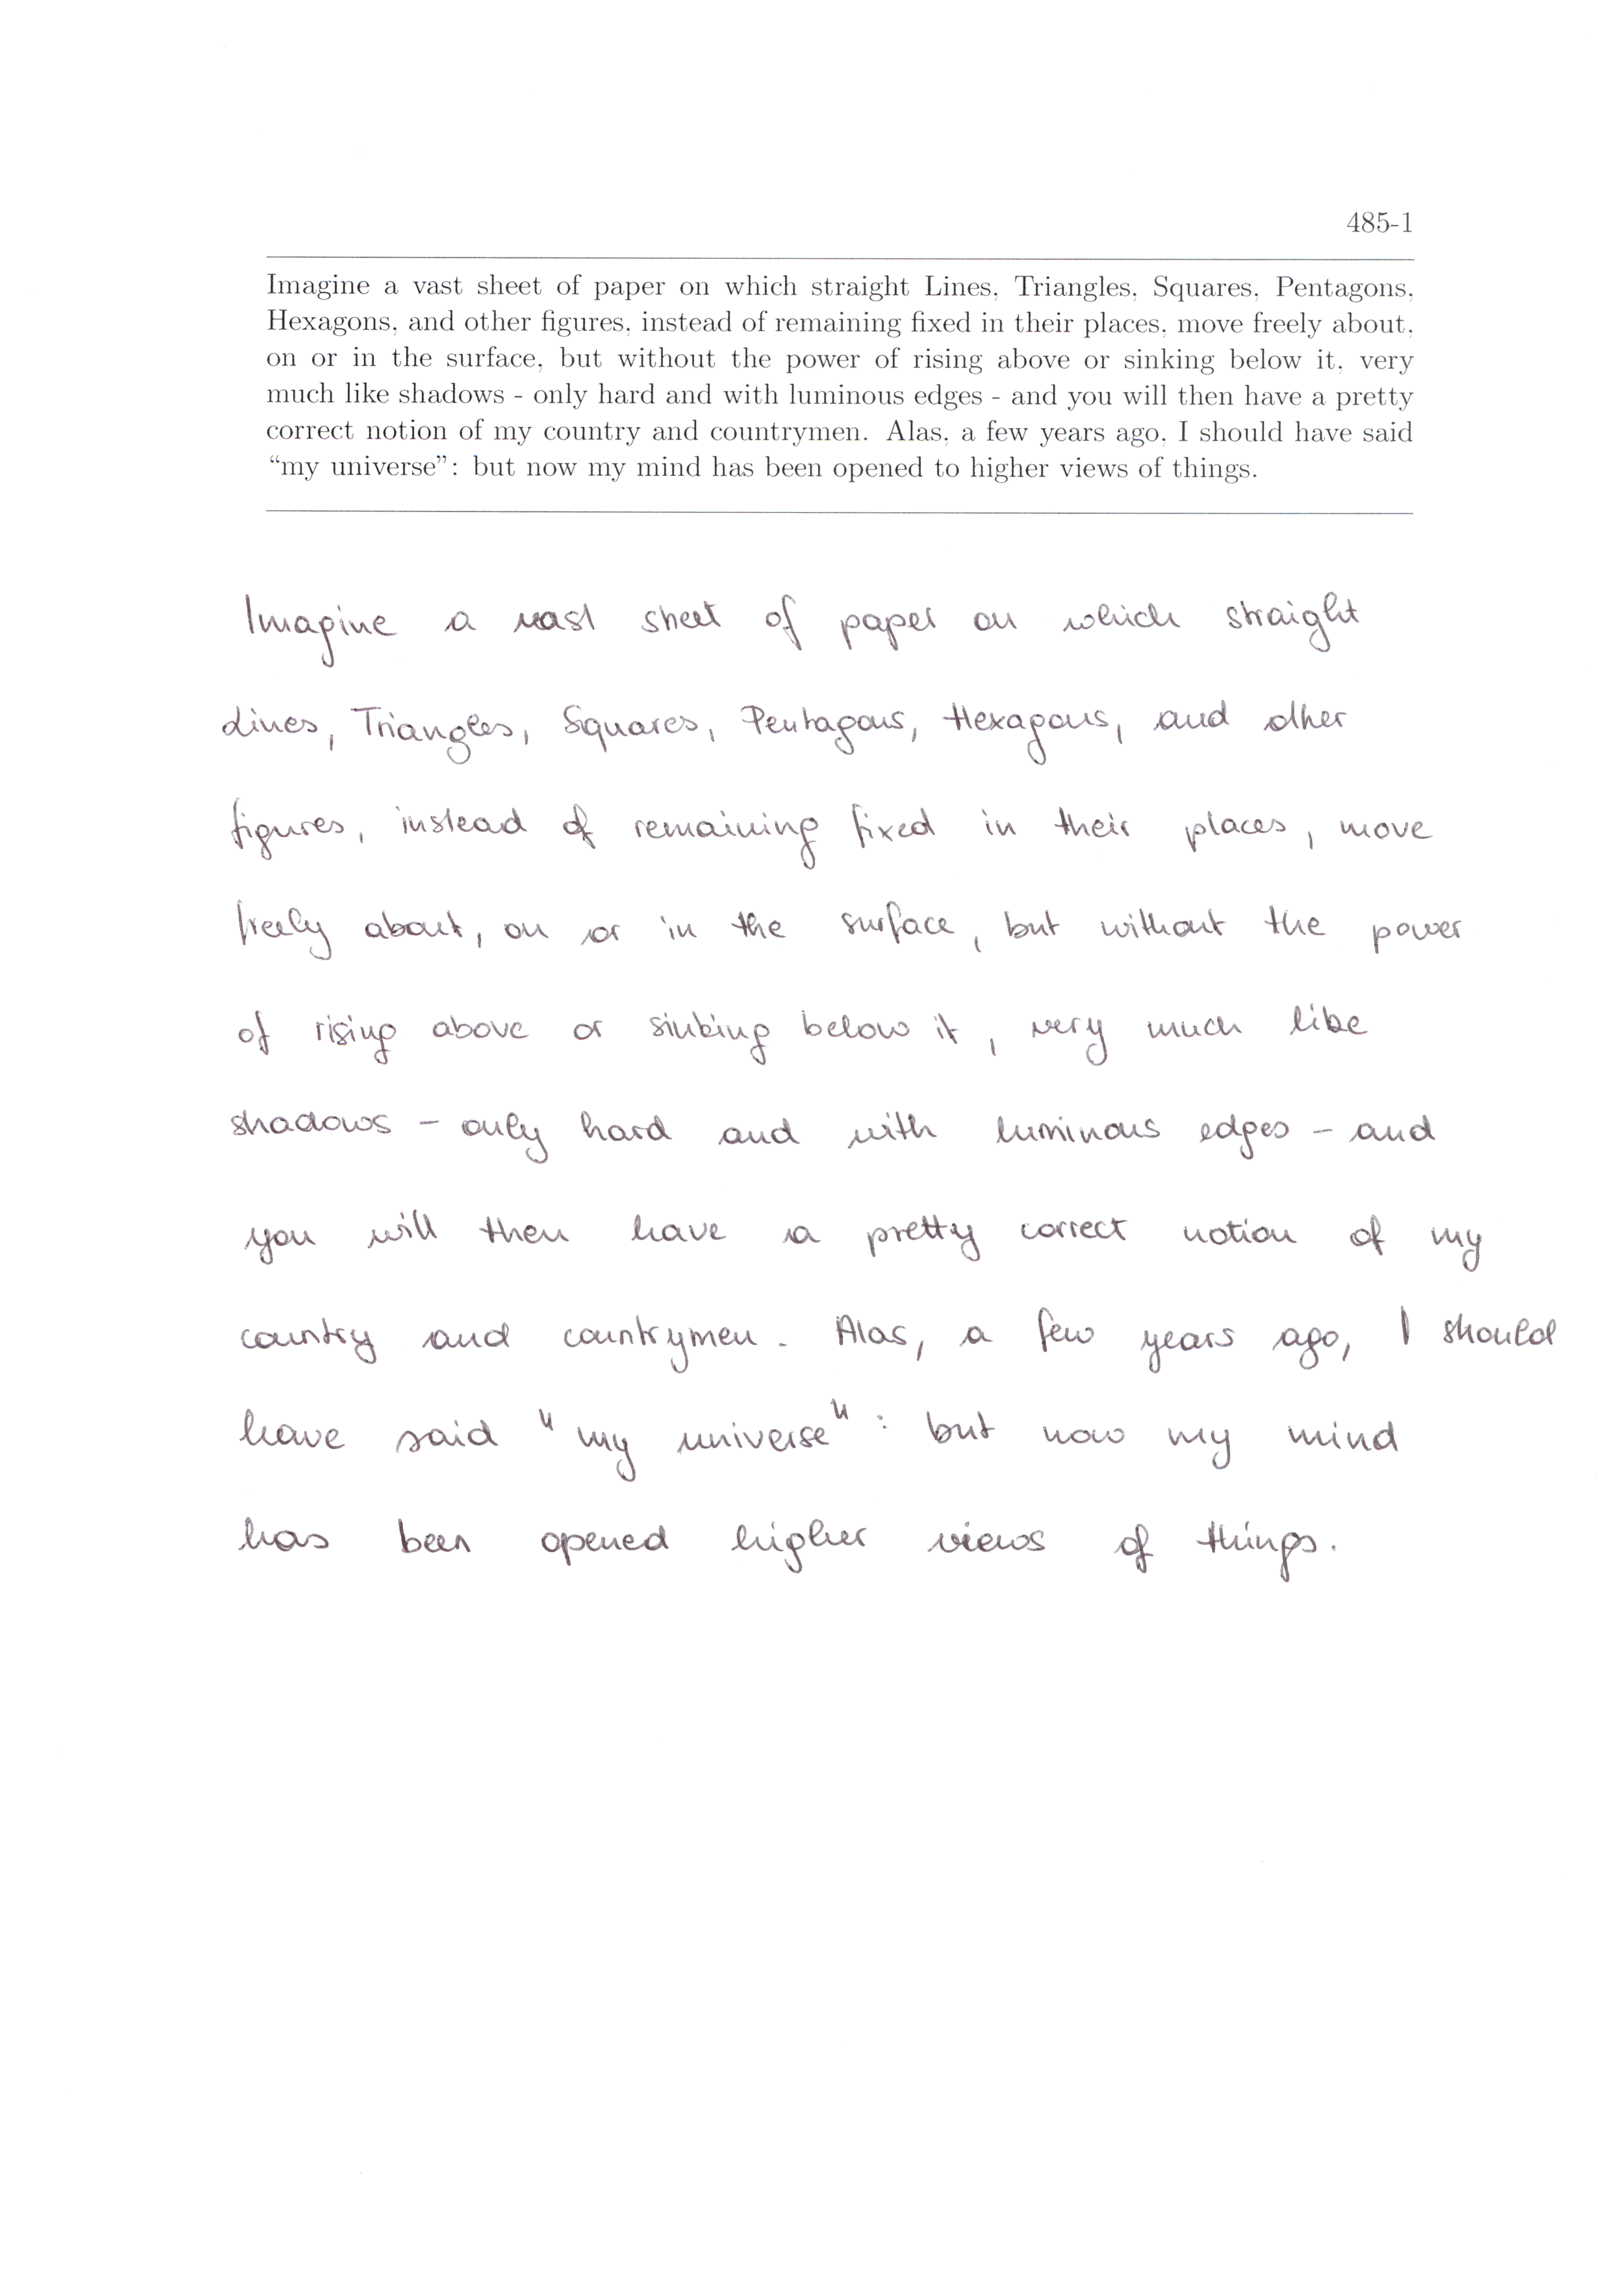 485-1
Imagine a vast sheet of paper on which straight Lines, Triangles, Squares, Pentagons,
Hexagons, and other figures, instead of remaining fixed in their places, move freely about,
on or in the surface, but without the power of rising above or sinking below it, very
much like shadows - only hard and with luminous edges - and you will then have a pretty
correct notion of my country and countrymen. Alas, a few years ago, I should have said
“my universe”: but now my mind has been opened to higher views of things.
Imagine a vast sheet of paper on which straight
Lines, Triangles, Squares, Pentagons, Hexagons, and other
figures, instead of remaining fixed in their places, move
freely about, on or in the surface, but without the power
of rising above or sinking below it, very much like
shadows - only hard and with luminous edges - and
you will then have a pretty correct notion of my
country and countrymen. Alas, a few years ago, I should
have said "my universe": but now my mind
has been opened higher views of things.